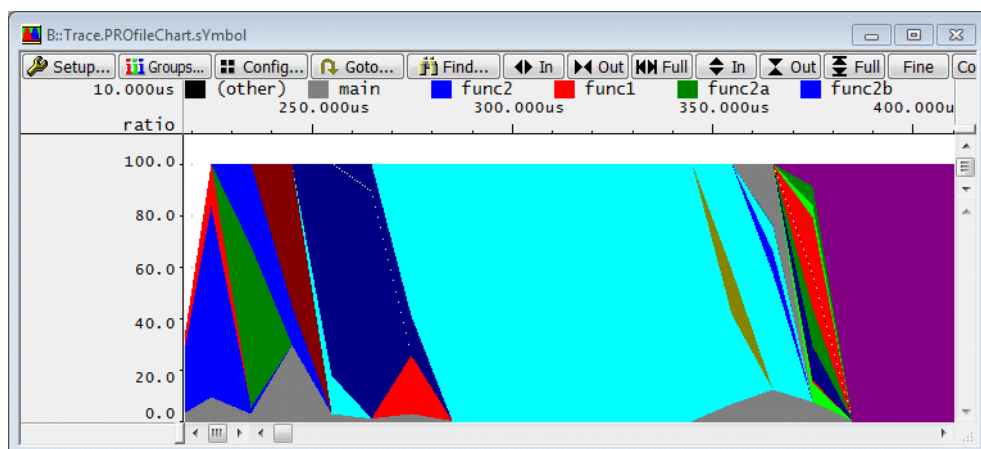 B::Trace.PROfileChart.sYmbol
Setup... Groups... Config... Goto... Find... In Out Full In Out Full Fine Co
10.000us (other) main func2 func1 func2a func2b
250.000us 300.000us 350.000us 400.000u
ratio
100.0
80.0
60.0
40.0
20.0
0.0